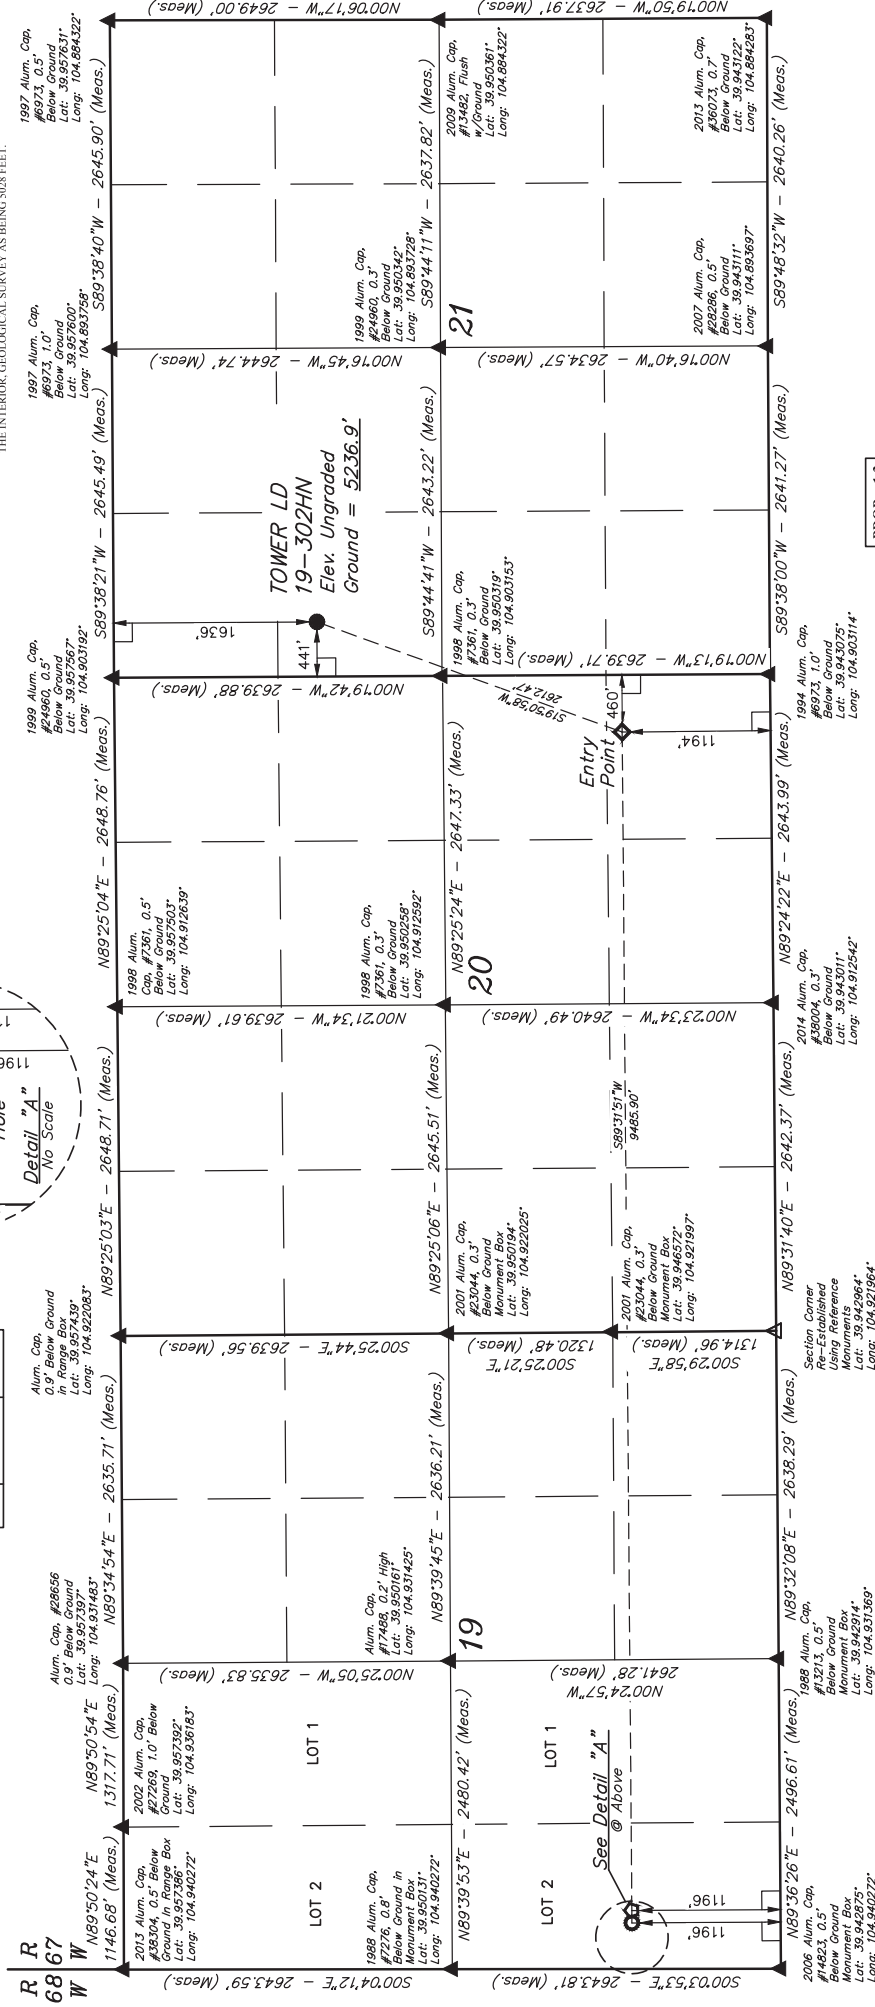 THE INTERIOR, GEOLOGICAL SURVEY AS BEING 5028 FEET.
R R
68 67
W W
N89°50'24"E
1146.68' (Meas.)
N89°50'54"E
1317.71' (Meas.)
N89°34'54"E – 2635.71' (Meas.)
N89°25'03"E – 2648.71' (Meas.)
N89°25'04"E – 2648.76' (Meas.)
S89°38'21"W – 2645.49' (Meas.)
S89°38'40"W – 2645.90' (Meas.)
Alum. Cap, #28656
0.9' Below Ground
Lat: 39.957397°
Long: 104.931483°
Alum. Cap,
0.9' Below Ground
in Range Box
Lat: 39.957439°
Long: 104.922083°
Hole
1196'
Detail "A"
No Scale
1999 Alum. Cap,
#24960, 0.5'
Below Ground
Lat: 39.957567°
Long: 104.903192°
1997 Alum. Cap,
#6973, 1.0'
Below Ground
Lat: 39.957600°
Long: 104.893758°
1997 Alum. Cap,
#6973, 0.5'
Below Ground
Lat: 39.957631°
Long: 104.884322°
2013 Alum. Cap,
#38304, 0.5' Below
Ground In Range Box
Lat: 39.957386°
Long: 104.940272°
2002 Alum. Cap,
#27269, 1.0' Below
Ground
Lat: 39.957392°
Long: 104.936183°
1998 Alum.
Cap, #7361, 0.5'
Below Ground
Lat: 39.957503°
Long: 104.912639°
S00°04'12"E – 2643.59' (Meas.)
N00°25'05"W – 2635.83' (Meas.)
S00°25'44"E – 2639.56' (Meas.)
N00°21'34"W – 2639.61' (Meas.)
N00°19'42"W – 2639.88' (Meas.)
N00°16'45"W – 2644.74' (Meas.)
N00°06'17"W – 2649.00' (Meas.)
LOT 2
LOT 1
1636'
441'
TOWER LD
19–302HN
Elev. Ungraded
Ground = 5236.9'
1988 Alum. Cap,
#7276, 0.8'
Below Ground in
Monument Box
Lat: 39.950131°
Long: 104.940272°
Alum. Cap,
#17488, 0.2' High
Lat: 39.950161°
Long: 104.931425°
1998 Alum. Cap,
#7361, 0.3'
Below Ground
Lat: 39.950258°
Long: 104.912592°
1999 Alum. Cap,
#24960, 0.3'
Below Ground
Lat: 39.950342°
Long: 104.893728°
N89°39'53"E – 2480.42' (Meas.)
N89°39'45"E – 2636.21' (Meas.)
N89°25'06"E – 2645.51' (Meas.)
N89°25'24"E – 2647.33' (Meas.)
S89°44'41"W – 2643.22' (Meas.)
S89°44'11"W – 2637.82' (Meas.)
19
20
21
2001 Alum. Cap,
#23044, 0.3'
Below Ground
Monument Box
Lat: 39.950194°
Long: 104.922025°
1998 Alum. Cap,
#7361, 0.3'
Below Ground
Lat: 39.950319°
Long: 104.903153°
2009 Alum. Cap,
#13482, Flush
w/Ground
Lat: 39.950361°
Long: 104.884322°
S00°03'53"E – 2643.81' (Meas.)
N00°24'57"W
2641.28' (Meas.)
S00°25'21"E
1320.48' (Meas.)
S00°29'58"E
1314.96' (Meas.)
N00°23'34"W – 2640.49' (Meas.)
N00°19'13"W – 2639.71' (Meas.)
N00°16'40"W – 2634.57' (Meas.)
N00°19'50"W – 2637.91' (Meas.)
LOT 2
LOT 1
See Detail "A"
@ Above
1196'
1196'
2001 Alum. Cap,
#23044, 0.3'
Below Ground
Monument Box
Lat: 39.946572°
Long: 104.921997°
S89°31'51"W
9485.90'
Entry
Point
S19°50'58"W
2612.47'
460'
1194'
2007 Alum. Cap,
#28286, 0.5'
Below Ground
Lat: 39.943111°
Long: 104.893697°
2013 Alum. Cap,
#36073, 0.7'
Below Ground
Lat: 39.943122°
Long: 104.884283°
N89°36'26"E – 2496.61' (Meas.)
N89°32'08"E – 2638.29' (Meas.)
N89°31'40"E – 2642.37' (Meas.)
N89°24'22"E – 2643.99' (Meas.)
S89°38'00"W – 2641.27' (Meas.)
S89°48'32"W – 2640.26' (Meas.)
2006 Alum. Cap,
#14823, 0.5'
Below Ground
Monument Box
Lat: 39.942875°
Long: 104.940272°
1988 Alum. Cap,
#13213, 0.5'
Below Ground
Monument Box
Lat: 39.942914°
Long: 104.931369°
Section Corner
Re–Established
Using Reference
Monuments
Lat: 39.942964°
Long: 104.921964°
2014 Alum. Cap,
#38004, 0.3'
Below Ground
Lat: 39.943011°
Long: 104.912542°
1994 Alum. Cap,
#6973, 1.0'
Below Ground
Lat: 39.943075°
Long: 104.903114°